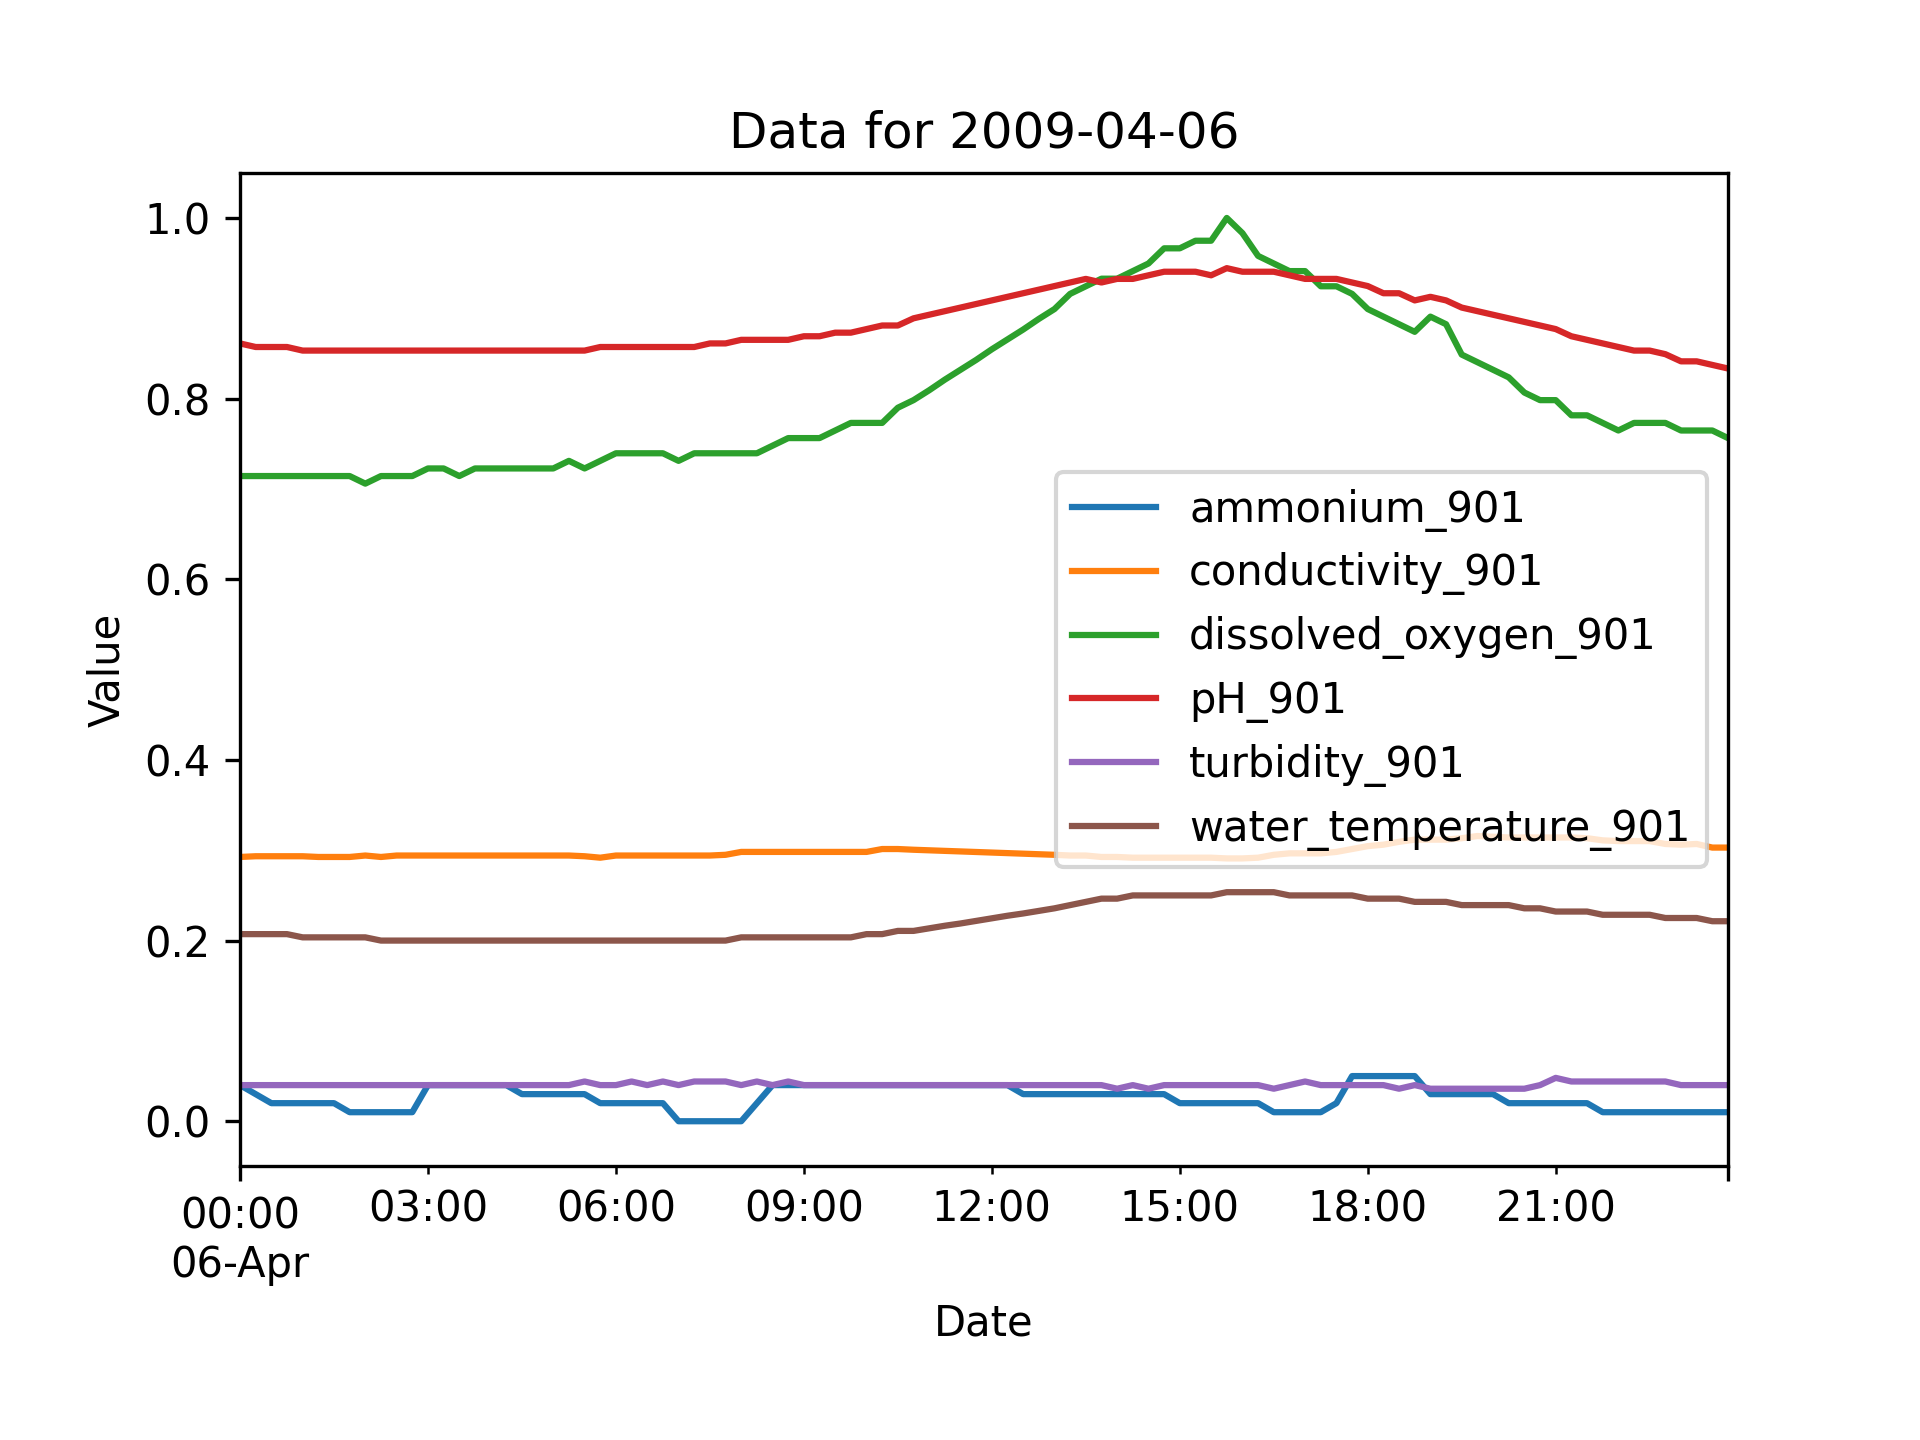 Data for 2009-04-06
1.0
0.8
0.6
0.4
0.2
0.0
Value
ammonium_901
conductivity_901
dissolved_oxygen_901
pH_901
turbidity_901
water_temperature_901
00:00 03:00 06:00 09:00 12:00 15:00 18:00 21:00
06-Apr
Date